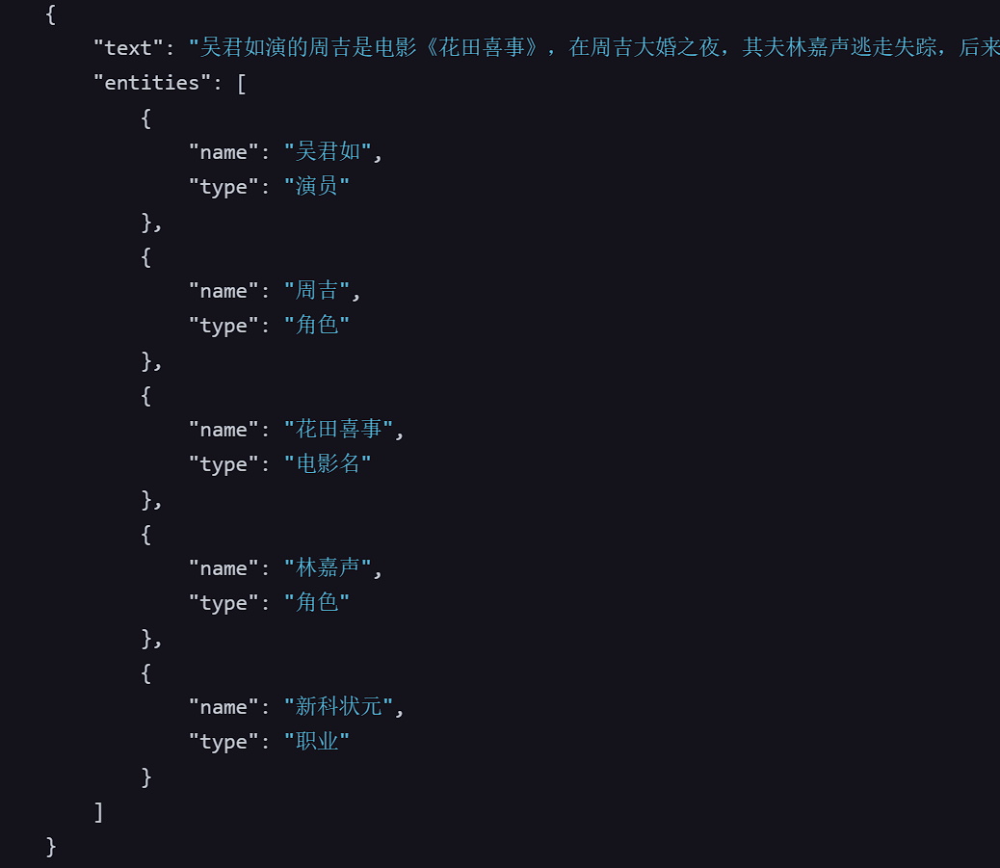 {
"text": "吴君如演的周吉是电影《花田喜事》，在周吉大婚之夜，其夫林嘉声逃走失踪，后来
"entities": [
{
"name": "吴君如",
"type": "演员"
},
{
"name": "周吉",
"type": "角色"
},
{
"name": "花田喜事",
"type": "电影名"
},
{
"name": "林嘉声",
"type": "角色"
},
{
"name": "新科状元",
"type": "职业"
}
]
}